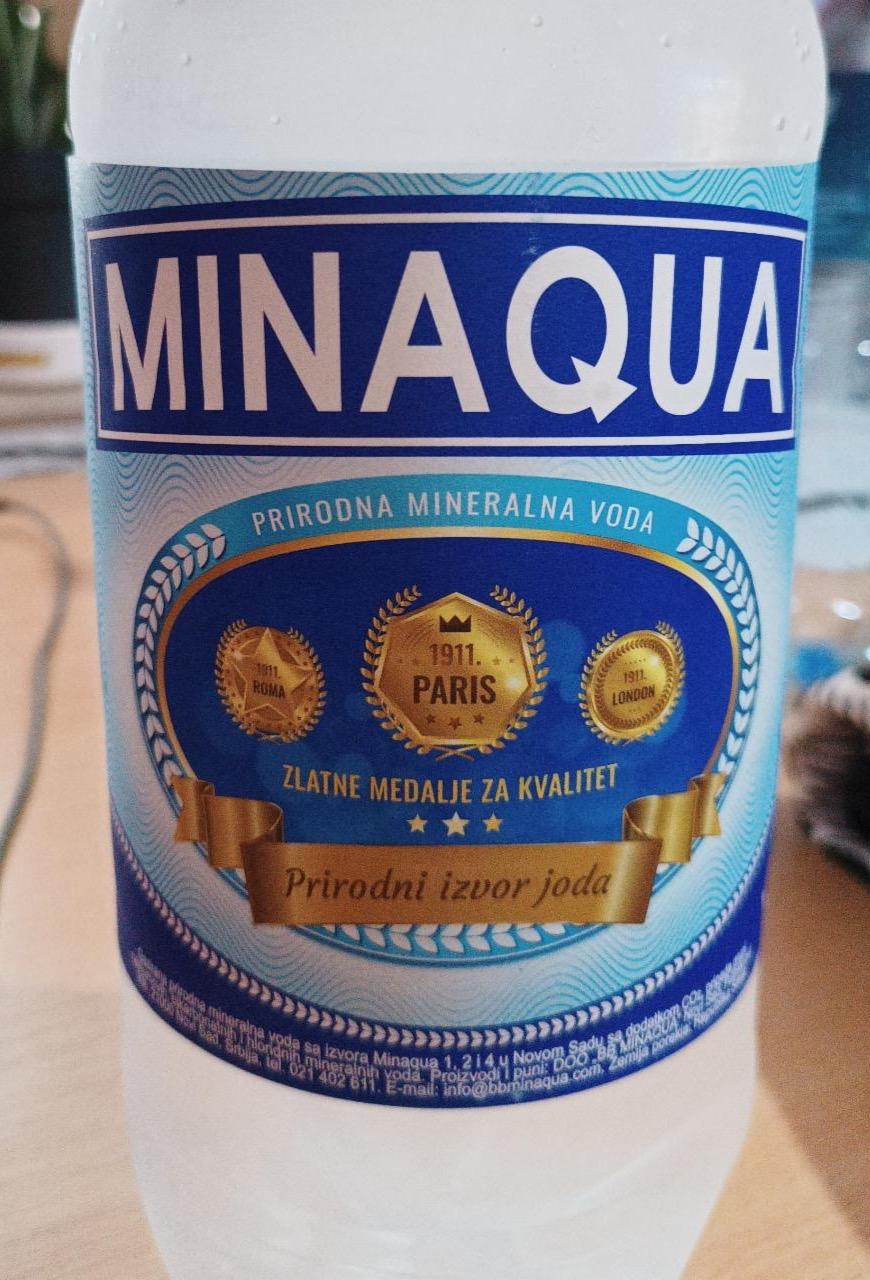 MINAQUA
PRIRODNA MINERALNA VODA
1911.
ROMA
1911.
PARIS
1911.
LONDON
ZLATNE MEDALJE ZA KVALITET
Prirodni izvor joda
prirodna mineralna voda sa izvora Minaqua 1, 2 i 4 u Novom Sadu sa dodatkom CO₂
hloridnih mineralnih voda. Proizvodi i puni: DOO „BB MINAQUA"
Novi Sad, Srbija, tel. 021 402 611. E-mail: info@bbminaqua.com. Zemlja porekla: